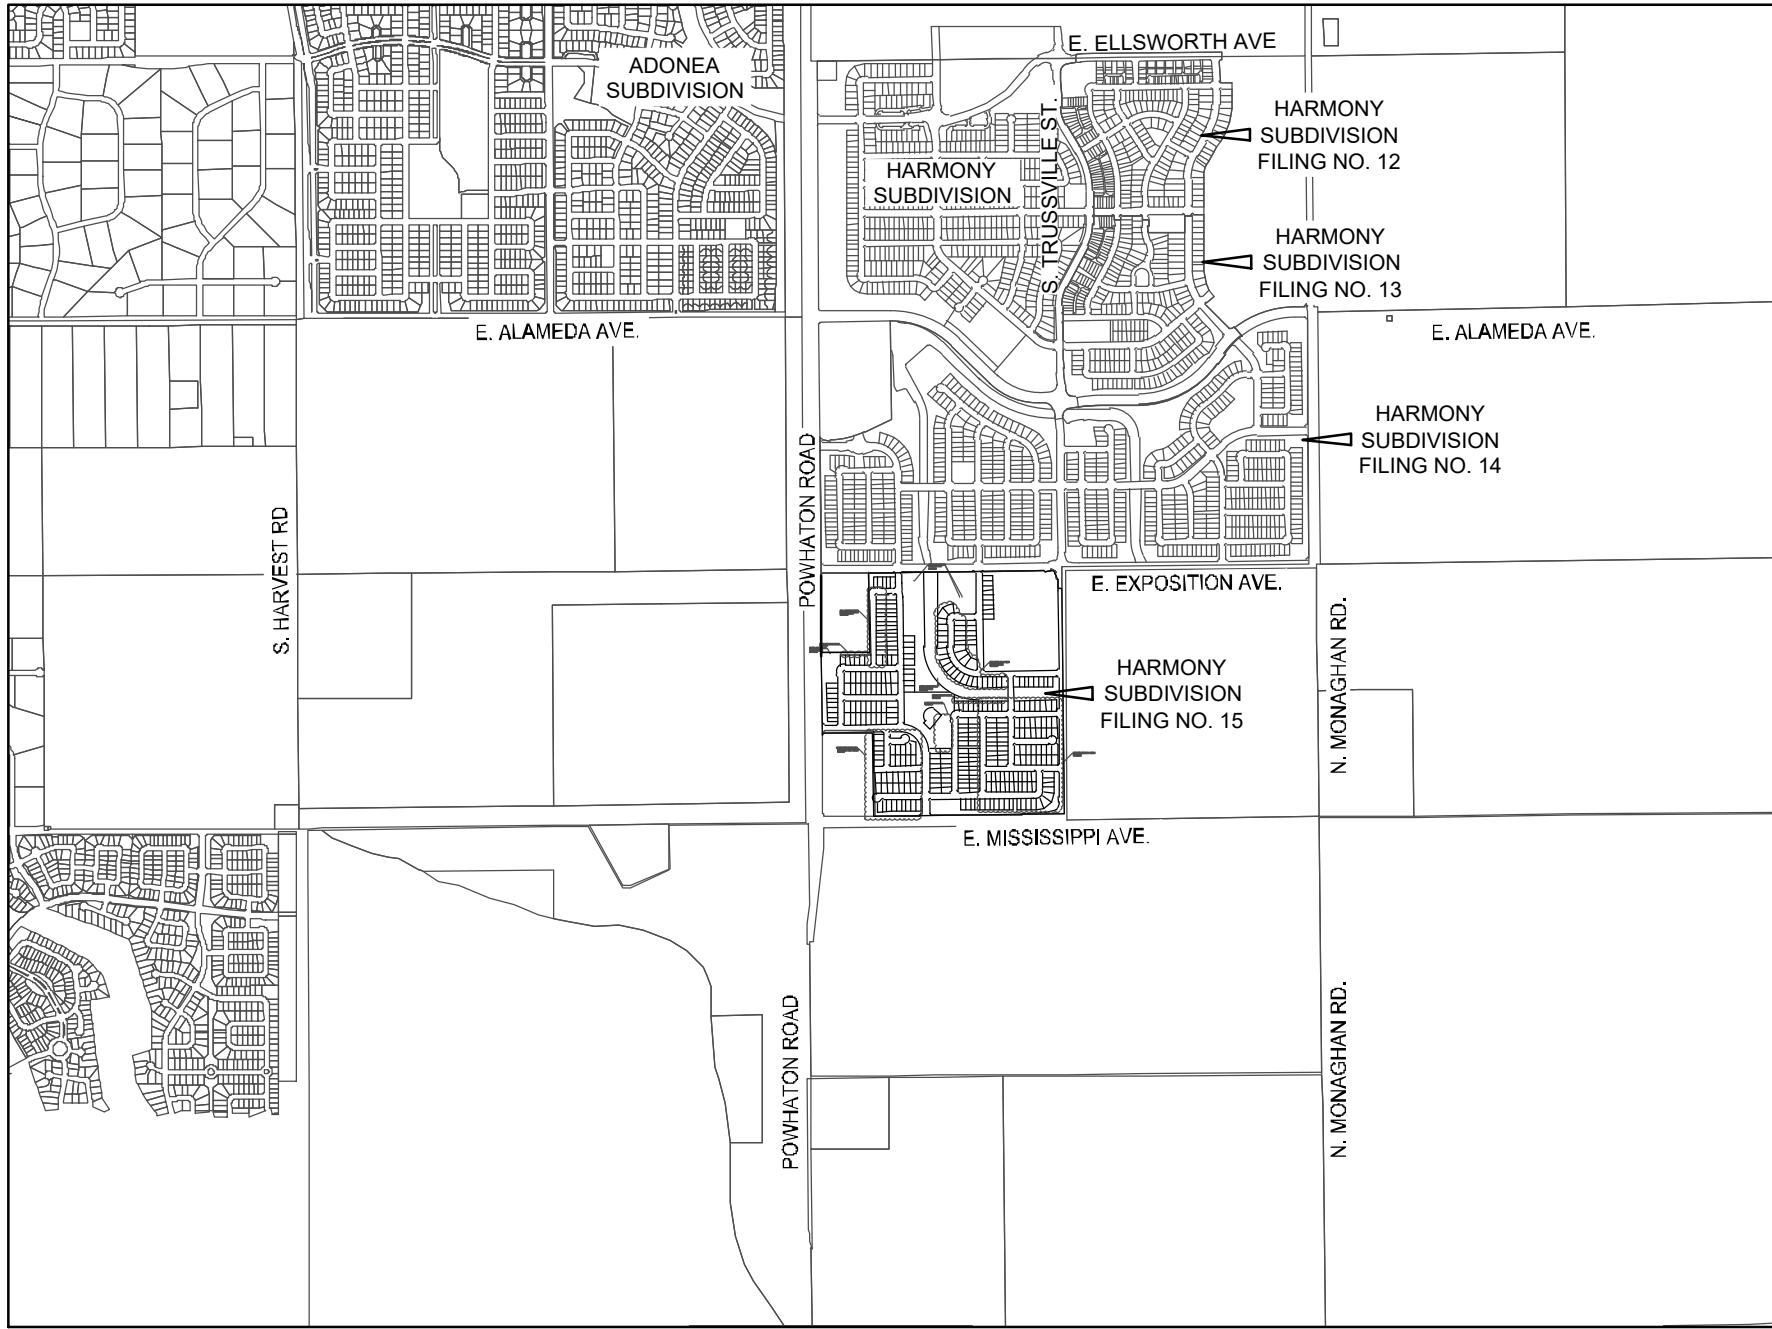 E. ELLSWORTH AVE
ADONEA
SUBDIVISION
HARMONY
SUBDIVISION
FILING NO. 12
S. TRUSSVILLE ST.
HARMONY
SUBDIVISION
HARMONY
SUBDIVISION
FILING NO. 13
E. ALAMEDA AVE.
E. ALAMEDA AVE.
HARMONY
SUBDIVISION
FILING NO. 14
POWHATON ROAD
S. HARVEST RD
E. EXPOSITION AVE.
N. MONAGHAN RD.
HARMONY
SUBDIVISION
FILING NO. 15
E. MISSISSIPPI AVE.
POWHATON ROAD
N. MONAGHAN RD.